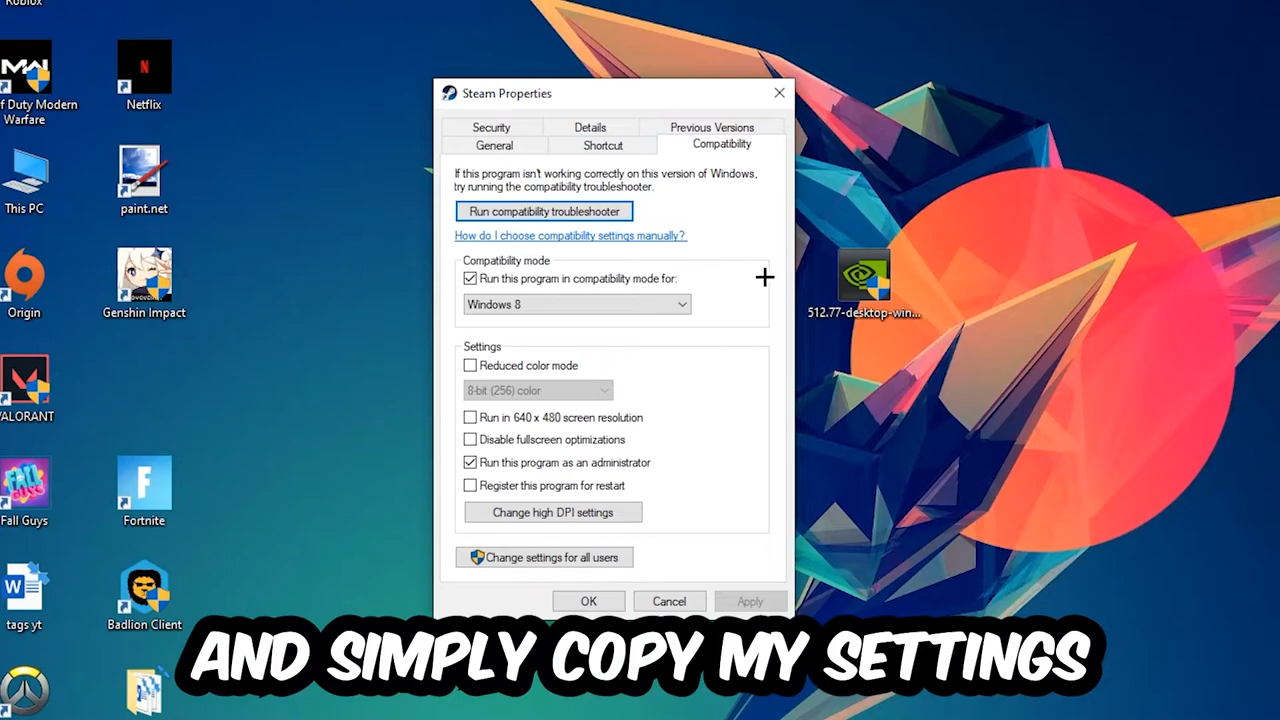 Roblox
f Duty Modern
Warfare
Netflix
N
This PC
paint.net
Origin
Genshin Impact
VALORANT
FALL
GUYS
Fall Guys
F
Fortnite
W
tags yt
Badlion Client
Steam Properties
Security
Details
Previous Versions
General
Shortcut
Compatibility
If this program isn't working correctly on this version of Windows,
try running the compatibility troubleshooter.
Run compatibility troubleshooter
How do I choose compatibility settings manually?
Compatibility mode
Run this program in compatibility mode for:
Windows 8
Settings
Reduced color mode
8-bit (256) color
Run in 640 x 480 screen resolution
Disable fullscreen optimizations
Run this program as an administrator
Register this program for restart
Change high DPI settings
Change settings for all users
OK
Cancel
Apply
512.77-desktop-win...
AND SIMPLY COPY MY SETTINGS